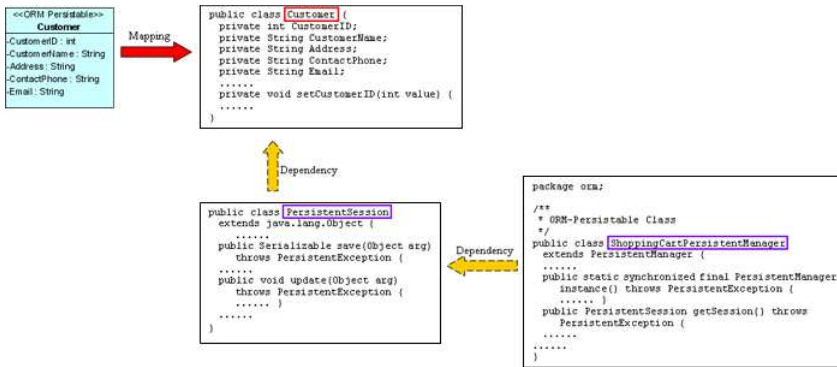 <<ORM Persistable>>
Customer
-CustomerID : int
-CustomerName : String
-Address : String
-ContactPhone : String
-Email : String
Mapping
public class Customer {
private int CustomerID;
private String CustomerName;
private String Address;
private String ContactPhone;
private String Email;
......
private void setCustomerID(int value) {
......
}
Dependency
public class PersistentSession
extends java.lang.Object {
......
public Serializable save(Object arg)
throws PersistentException {
......
public void update(Object arg)
throws PersistentException {
...... }
......
}
Dependency
package orm;
/**
* ORM-Persistable Class
*/
public class ShoppingCartPersistentManager
extends PersistentManager {
......
public static synchronized final PersistentManager
instance() throws PersistentException {
...... }
public PersistentSession getSession() throws
PersistentException {
......
......
}